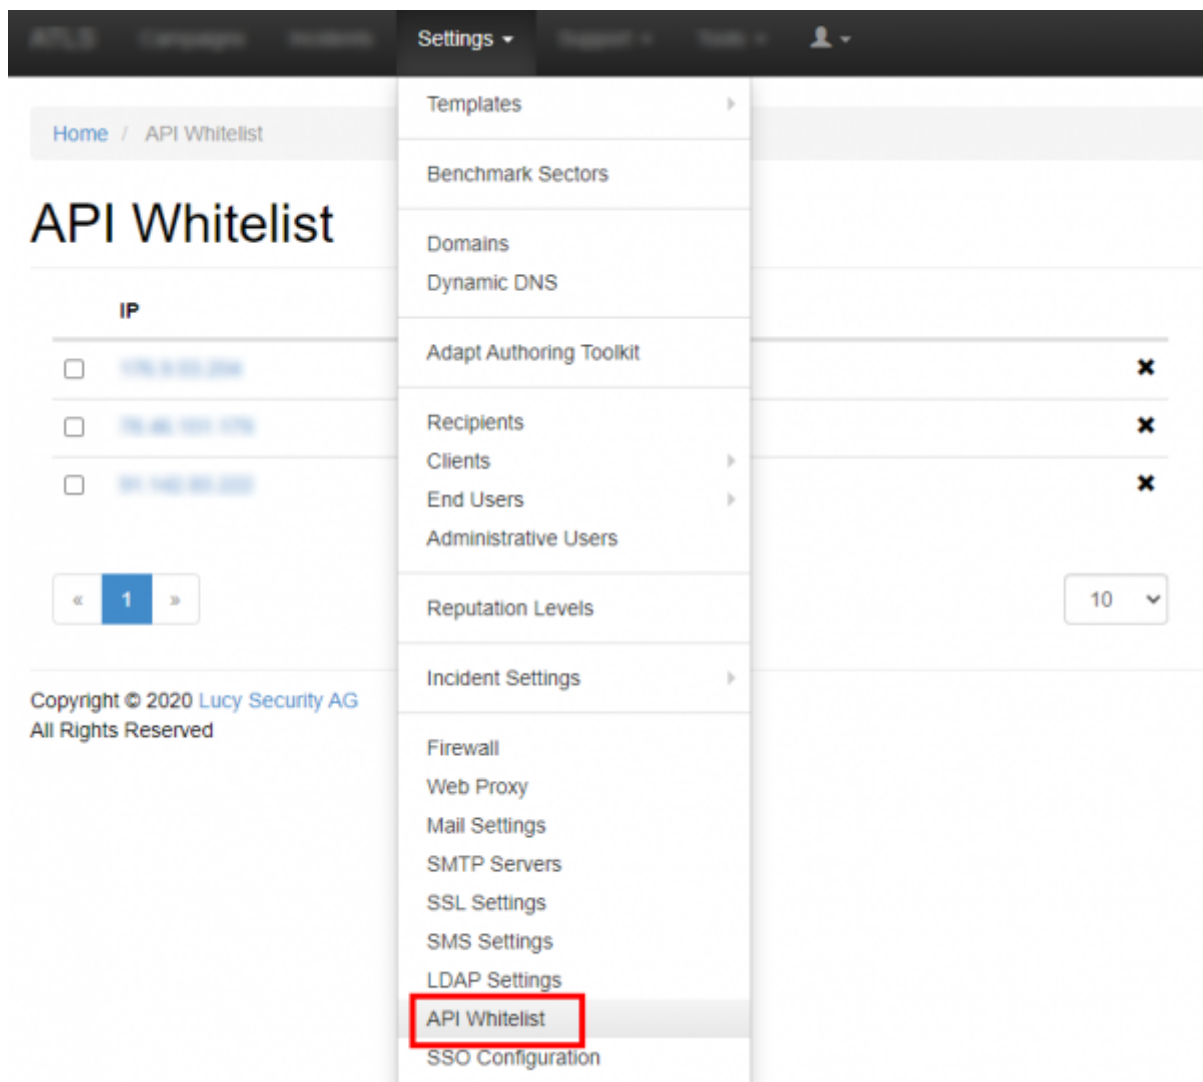 Settings
Home / API Whitelist
API Whitelist
IP
« 1 »
10
Copyright © 2020 Lucy Security AG
All Rights Reserved
Templates
Benchmark Sectors
Domains
Dynamic DNS
Adapt Authoring Toolkit
Recipients
Clients
End Users
Administrative Users
Reputation Levels
Incident Settings
Firewall
Web Proxy
Mail Settings
SMTP Servers
SSL Settings
SMS Settings
LDAP Settings
API Whitelist
SSO Configuration